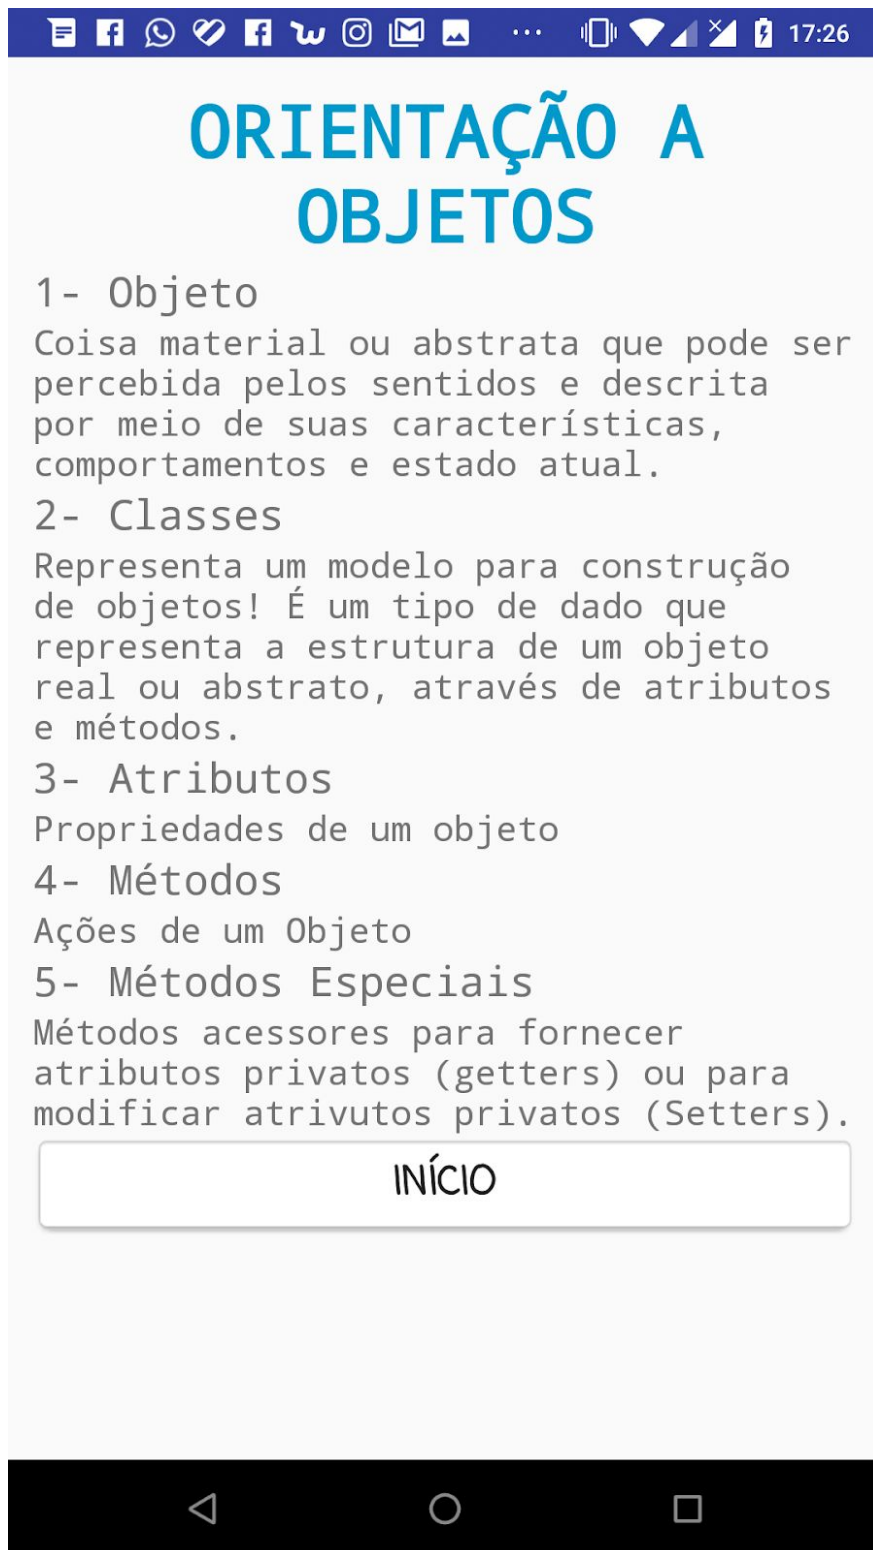 17:26
ORIENTAÇÃO A
OBJETOS
1- Objeto
Coisa material ou abstrata que pode ser
percebida pelos sentidos e descrita
por meio de suas características,
comportamentos e estado atual.
2- Classes
Representa um modelo para construção
de objetos! É um tipo de dado que
representa a estrutura de um objeto
real ou abstrato, através de atributos
e métodos.
3- Atributos
Propriedades de um objeto
4- Métodos
Ações de um Objeto
5- Métodos Especiais
Métodos acessores para fornecer
atributos privatos (getters) ou para
modificar atrivutos privatos (Setters).
INÍCIO